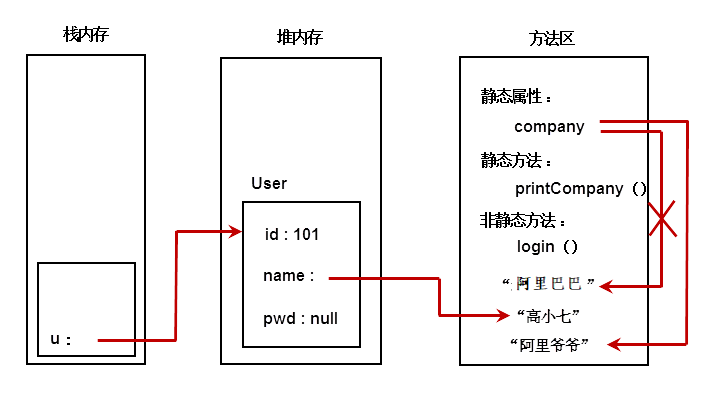 栈内存
堆内存
方法区
静态属性：
company
静态方法：
printCompany（）
User
非静态方法：
id : 101
login（）
name :
“阿里巴巴”
“高小七”
pwd : null
u：
“阿里爷爷”